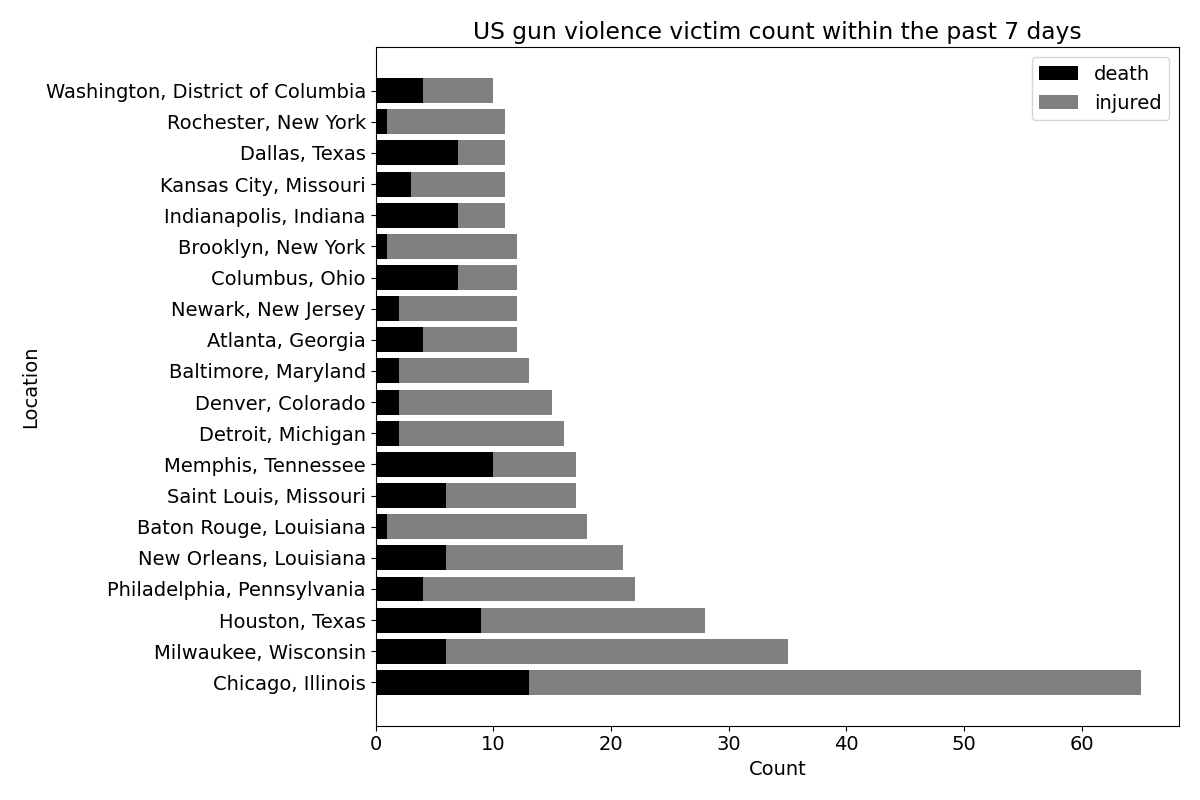 US gun violence victim count within the past 7 days
death
injured
Washington, District of Columbia
Rochester, New York
Dallas, Texas
Kansas City, Missouri
Indianapolis, Indiana
Brooklyn, New York
Columbus, Ohio
Newark, New Jersey
Atlanta, Georgia
Baltimore, Maryland
Denver, Colorado
Detroit, Michigan
Memphis, Tennessee
Saint Louis, Missouri
Baton Rouge, Louisiana
New Orleans, Louisiana
Philadelphia, Pennsylvania
Houston, Texas
Milwaukee, Wisconsin
Chicago, Illinois
Location
0 10 20 30 40 50 60
Count